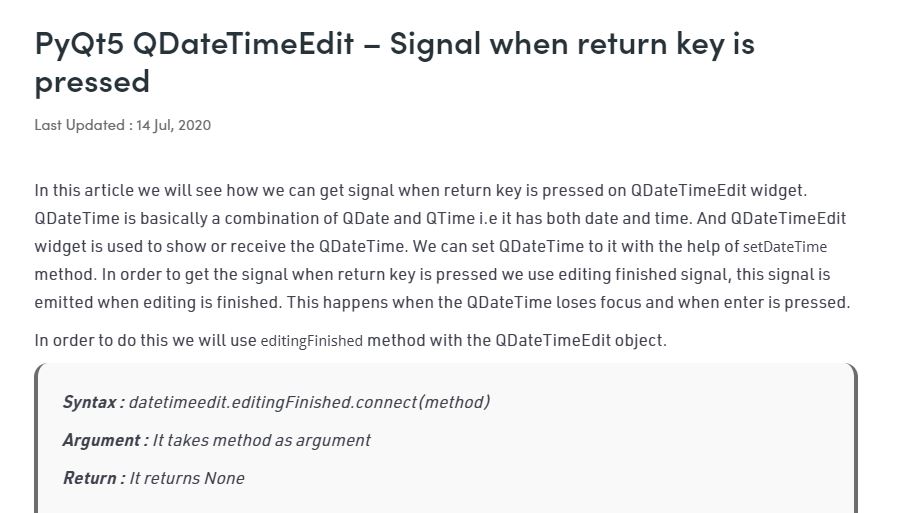 PyQt5 QDateTimeEdit – Signal when return key is
pressed
Last Updated : 14 Jul, 2020
In this article we will see how we can get signal when return key is pressed on QDateTimeEdit widget.
QDateTime is basically a combination of QDate and QTime i.e it has both date and time. And QDateTimeEdit
widget is used to show or receive the QDateTime. We can set QDateTime to it with the help of setDateTime
method. In order to get the signal when return key is pressed we use editing finished signal, this signal is
emitted when editing is finished. This happens when the QDateTime loses focus and when enter is pressed.
In order to do this we will use editingFinished method with the QDateTimeEdit object.
Syntax : datetimeedit.editingFinished.connect(method)
Argument : It takes method as argument
Return : It returns None